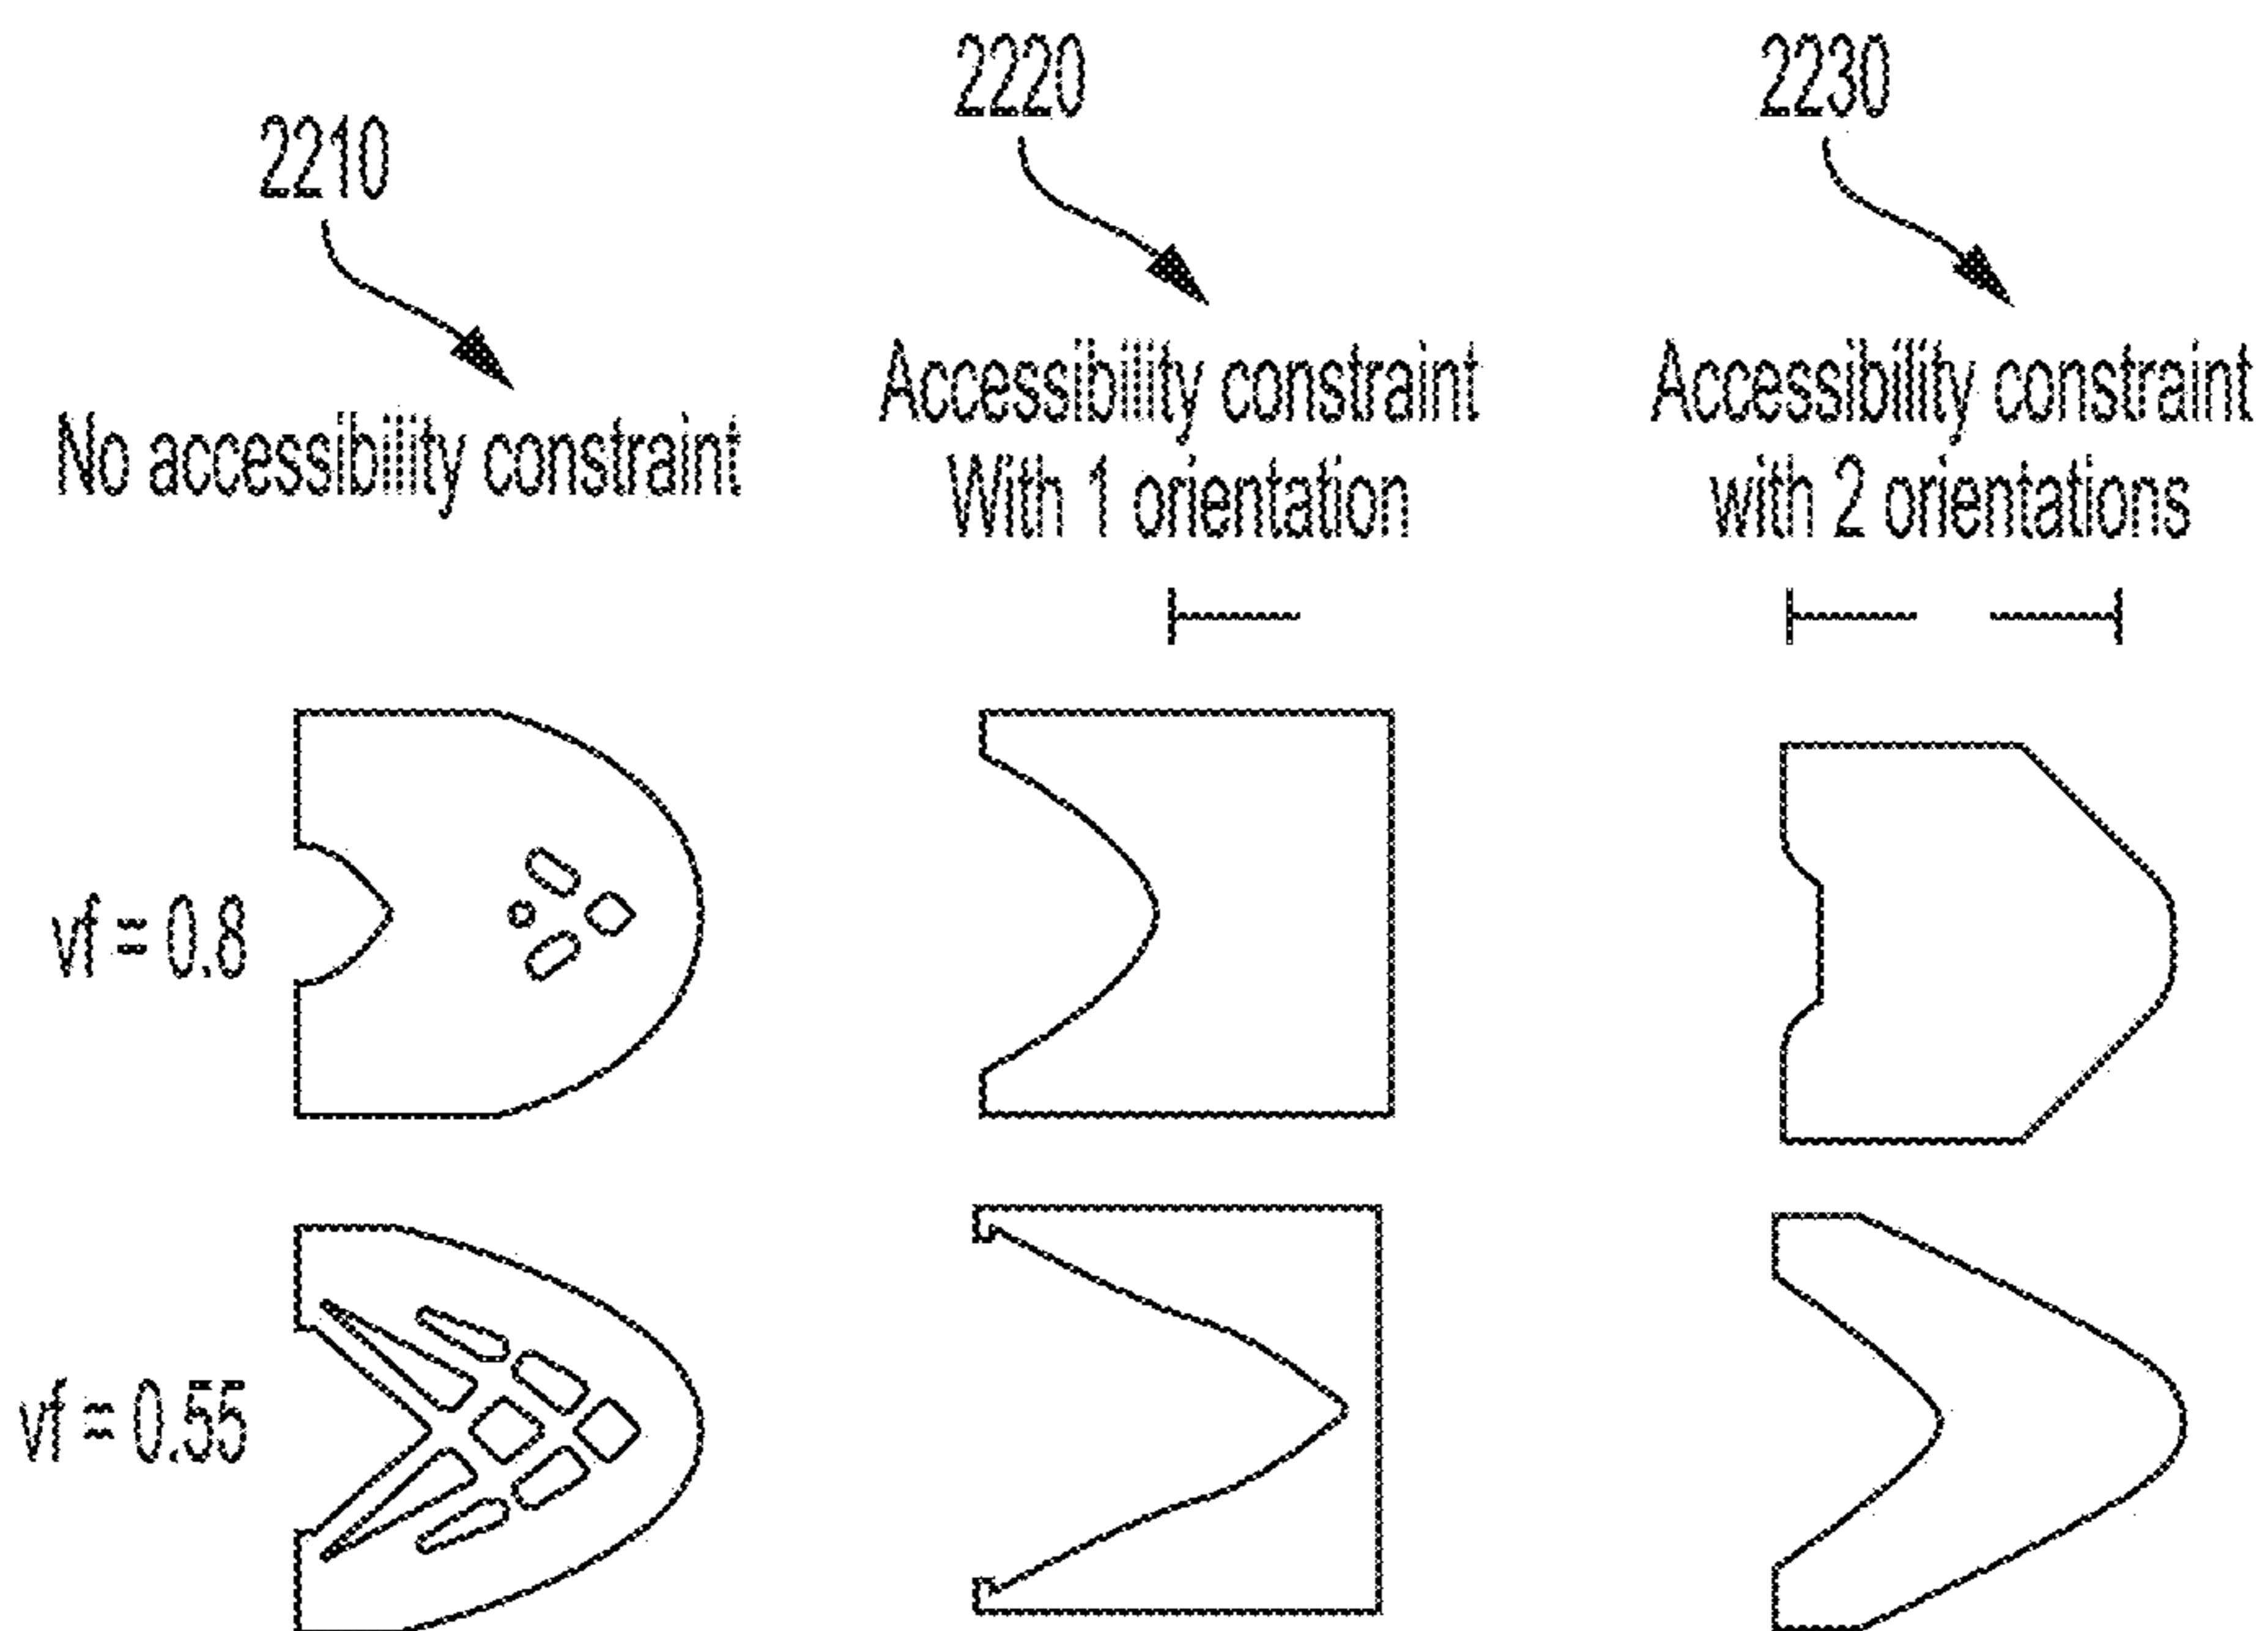 2210
2220
2230
No accessibility constraint
Accessibility constraint
With 1 orientation
Accessibility constraint
with 2 orientations
vf = 0.8
vf = 0.55